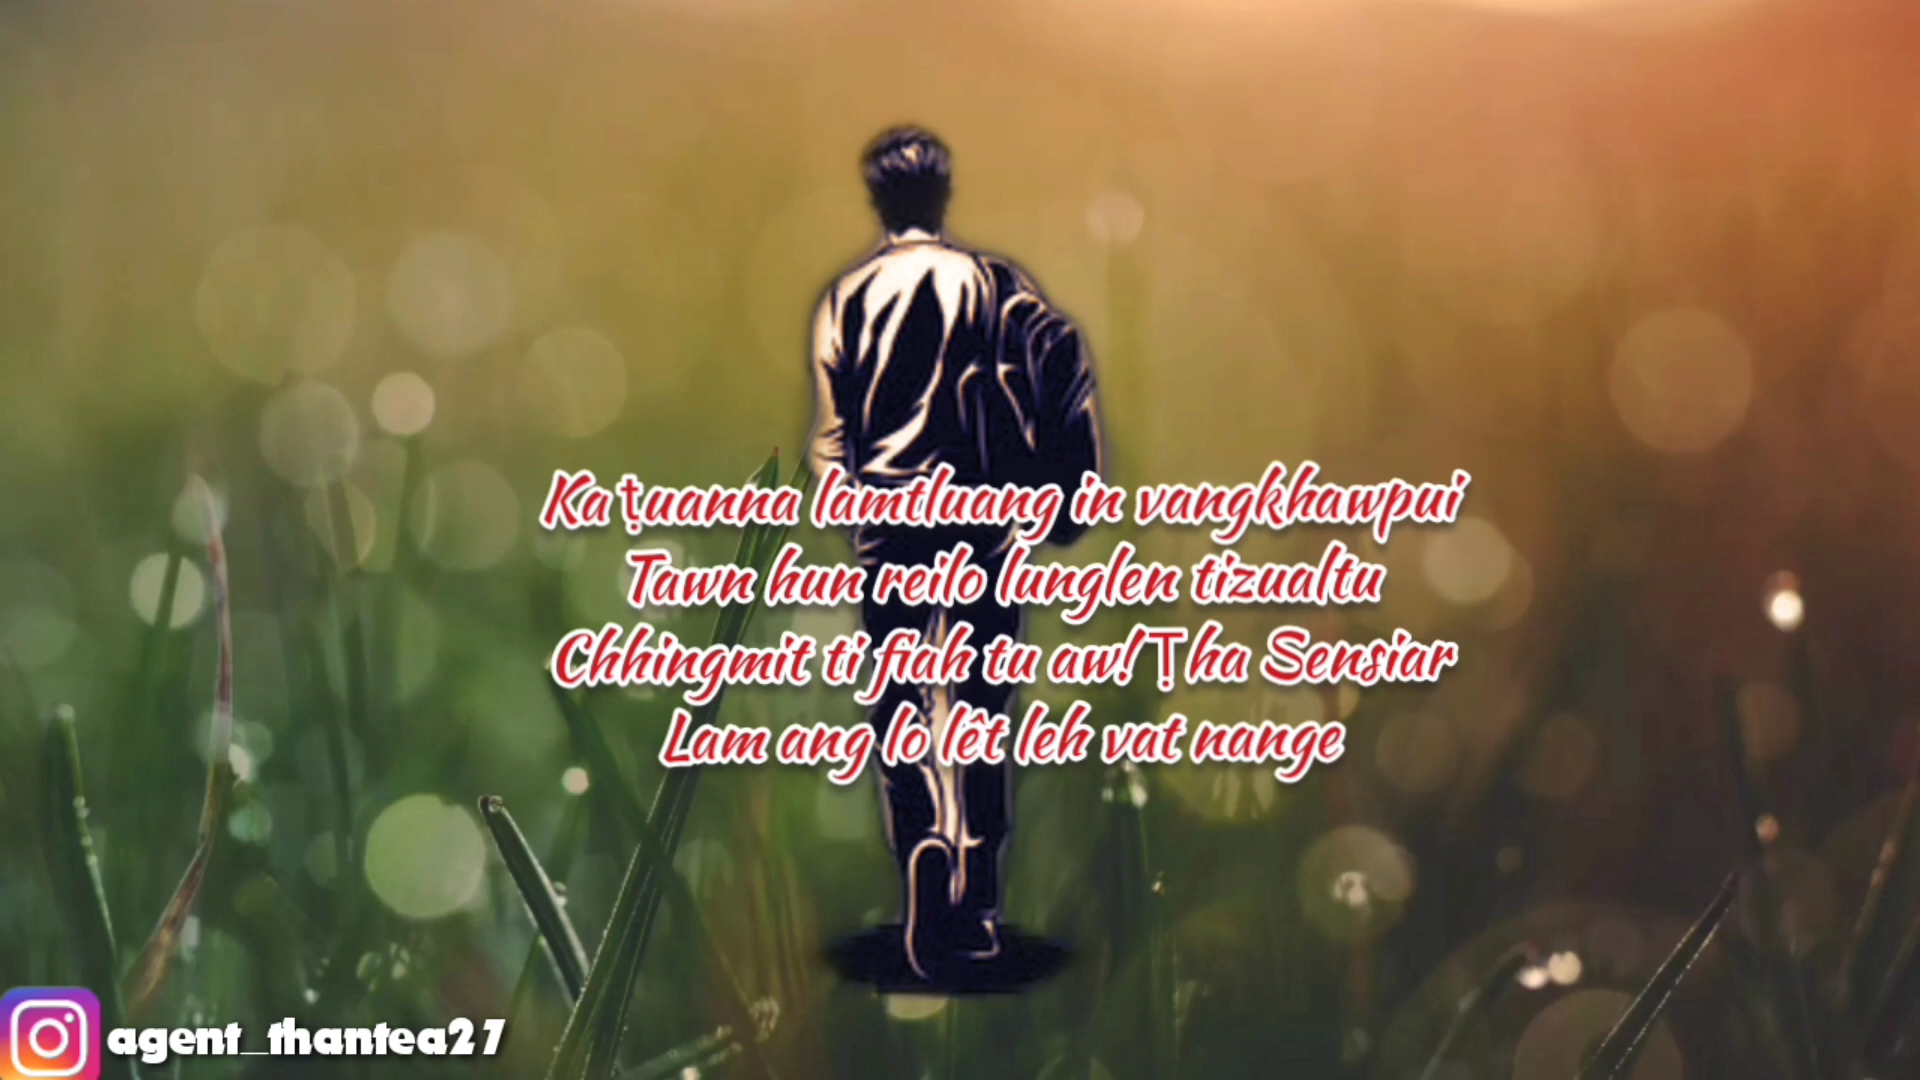 Ka ṭuanna lamtluang in vangkhawpui
Tawn hun reilo lunglen tizualtu
Chhingmit ti fiah tu aw! Ṭha Sensiar
Lam ang lo lêt leh vat nange
agent_thantea27